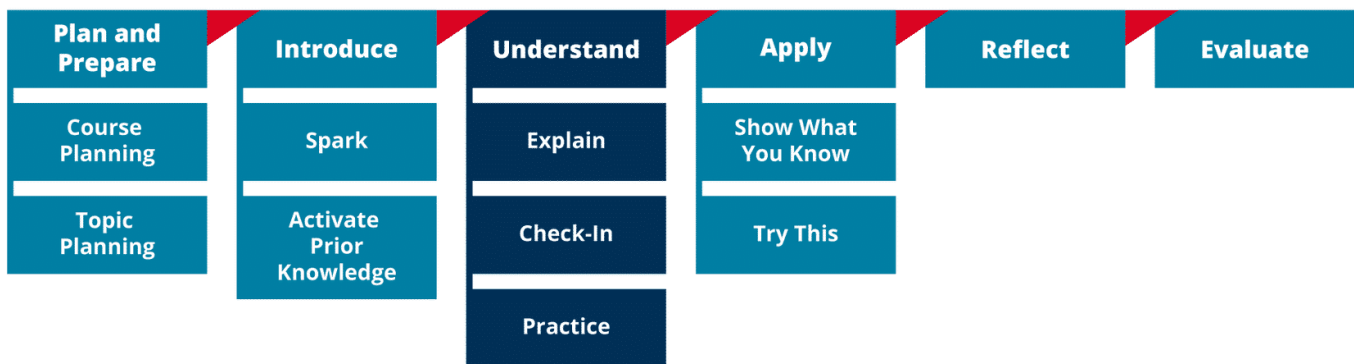 Plan and
Prepare
Introduce
Understand
Apply
Reflect
Evaluate
Course
Planning
Spark
Explain
Show What
You Know
Topic
Planning
Activate
Prior
Knowledge
Check-In
Try This
Practice